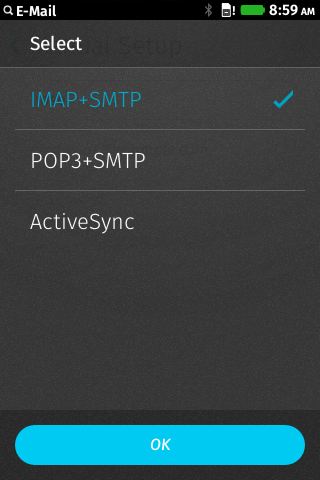 E-Mail
8:59 AM
Select
IMAP+SMTP
POP3+SMTP
ActiveSync
OK